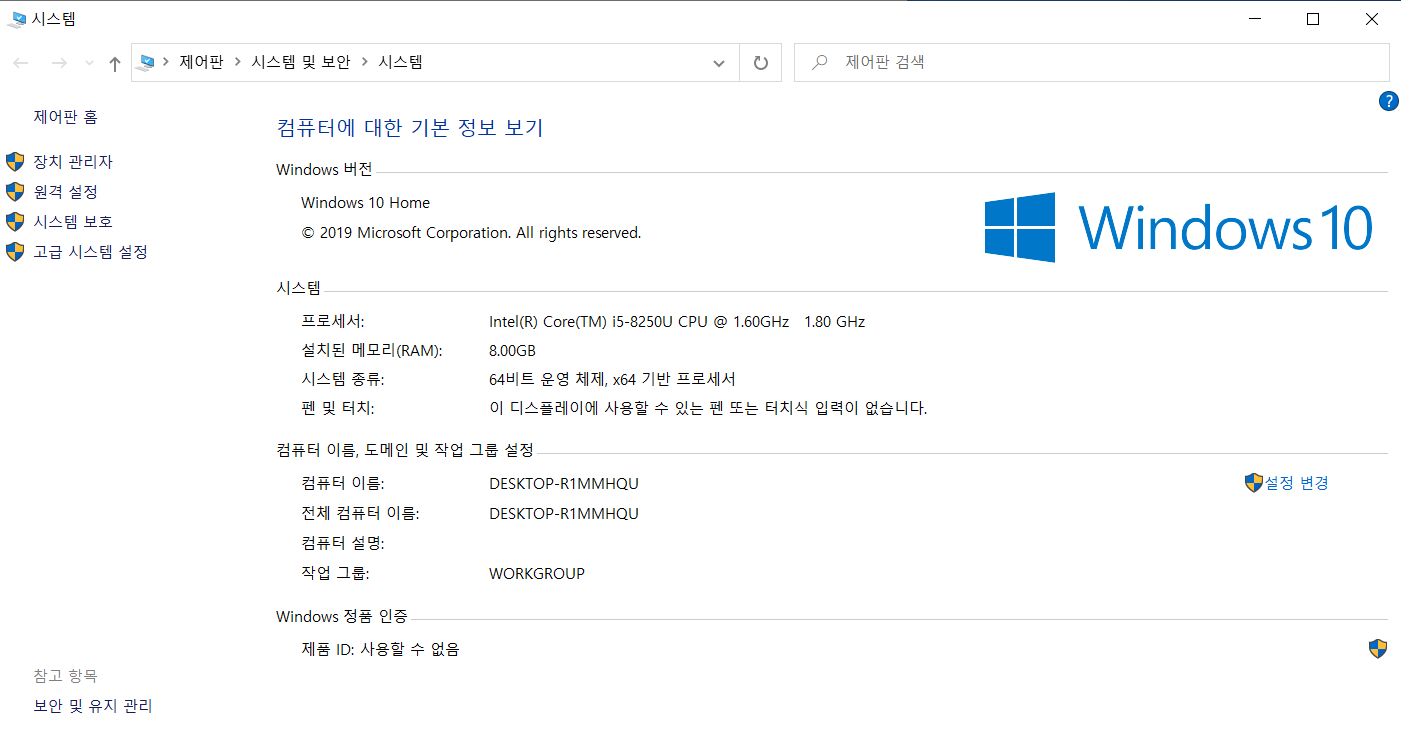 시스템
제어판 시스템 및 보안 시스템
제어판 검색
?
제어판 홈
장치 관리자
원격 설정
시스템 보호
고급 시스템 설정
컴퓨터에 대한 기본 정보 보기
Windows 버전
Windows 10 Home
© 2019 Microsoft Corporation. All rights reserved.
Windows 10
시스템
프로세서: Intel(R) Core(TM) i5-8250U CPU @ 1.60GHz 1.80 GHz
설치된 메모리(RAM): 8.00GB
시스템 종류: 64비트 운영 체제, x64 기반 프로세서
펜 및 터치: 이 디스플레이에 사용할 수 있는 펜 또는 터치식 입력이 없습니다.
컴퓨터 이름, 도메인 및 작업 그룹 설정
컴퓨터 이름: DESKTOP-R1MMHQU
설정 변경
전체 컴퓨터 이름: DESKTOP-R1MMHQU
컴퓨터 설명:
작업 그룹: WORKGROUP
Windows 정품 인증
제품 ID: 사용할 수 없음
참고 항목
보안 및 유지 관리